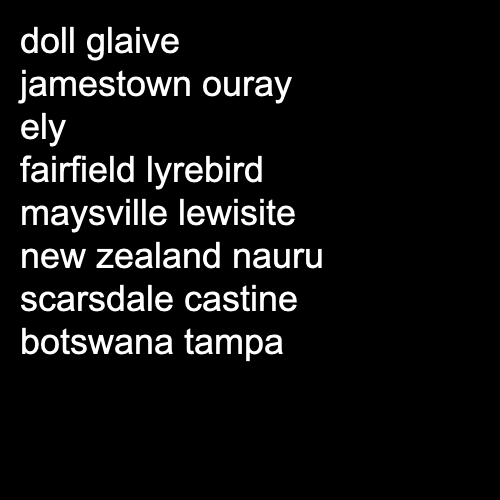 doll glaive
jamestown ouray
ely
fairfield lyrebird
maysville lewisite
new zealand nauru
scarsdale castine
botswana tampa